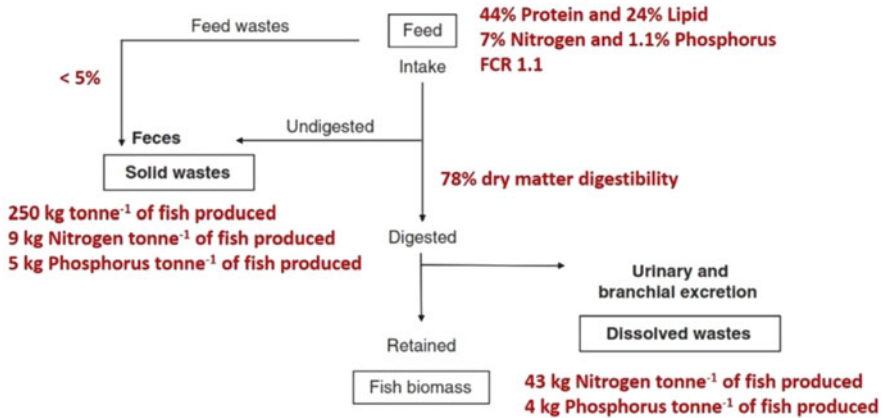 44% Protein and 24% Lipid
Feed wastes
Feed
7% Nitrogen and 1.1% Phosphorus
Intake
FCR 1.1
< 5%
Undigested
Feces
Solid wastes
78% dry matter digestibility
250 kg tonne⁻¹ of fish produced
9 kg Nitrogen tonne⁻¹ of fish produced
5 kg Phosphorus tonne⁻¹ of fish produced
Digested
Urinary and
branchial excretion
Dissolved wastes
Retained
Fish biomass
43 kg Nitrogen tonne⁻¹ of fish produced
4 kg Phosphorus tonne⁻¹ of fish produced